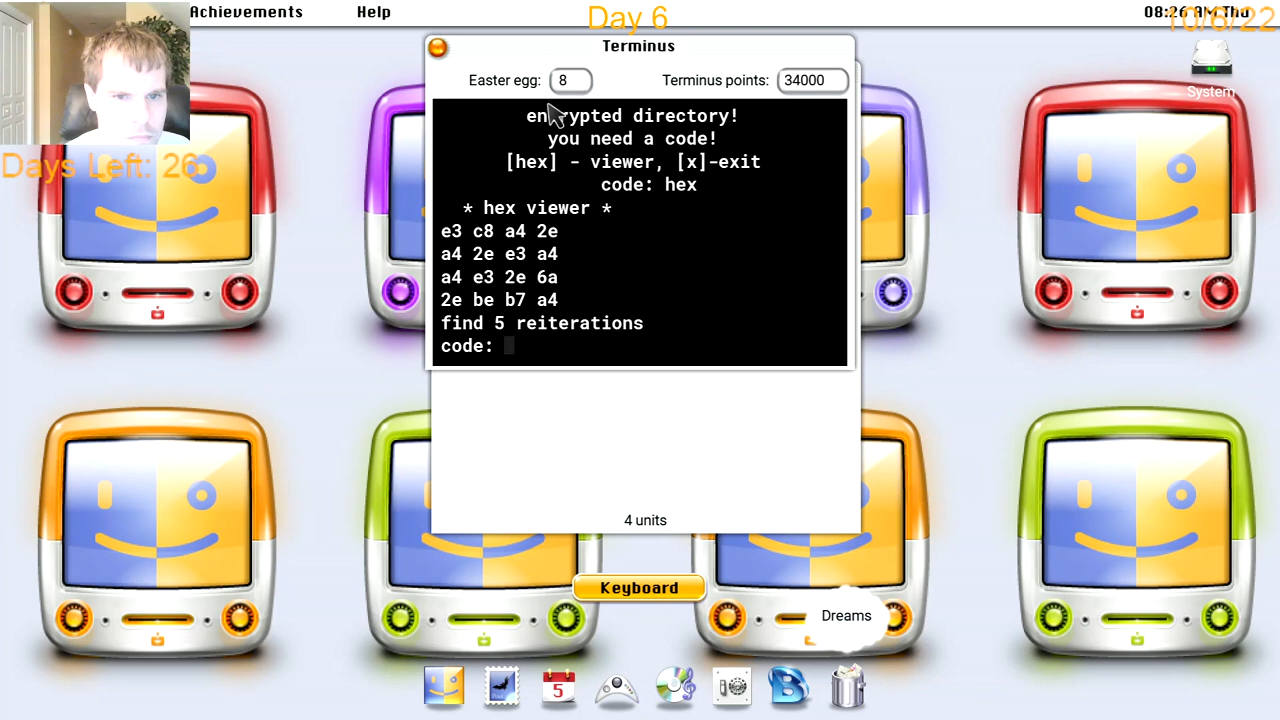 Achievements Help Day 6 08:26 AM Thu
10/6/22
Terminus
Easter egg: 8 Terminus points: 34000
System
encrypted directory!
you need a code!
[hex] - viewer, [x]-exit
code: hex
Days Left: 26
* hex viewer *
e3 c8 a4 2e
a4 2e e3 a4
a4 e3 2e 6a
2e be b7 a4
find 5 reiterations
code:
4 units
Keyboard
Dreams
5
B